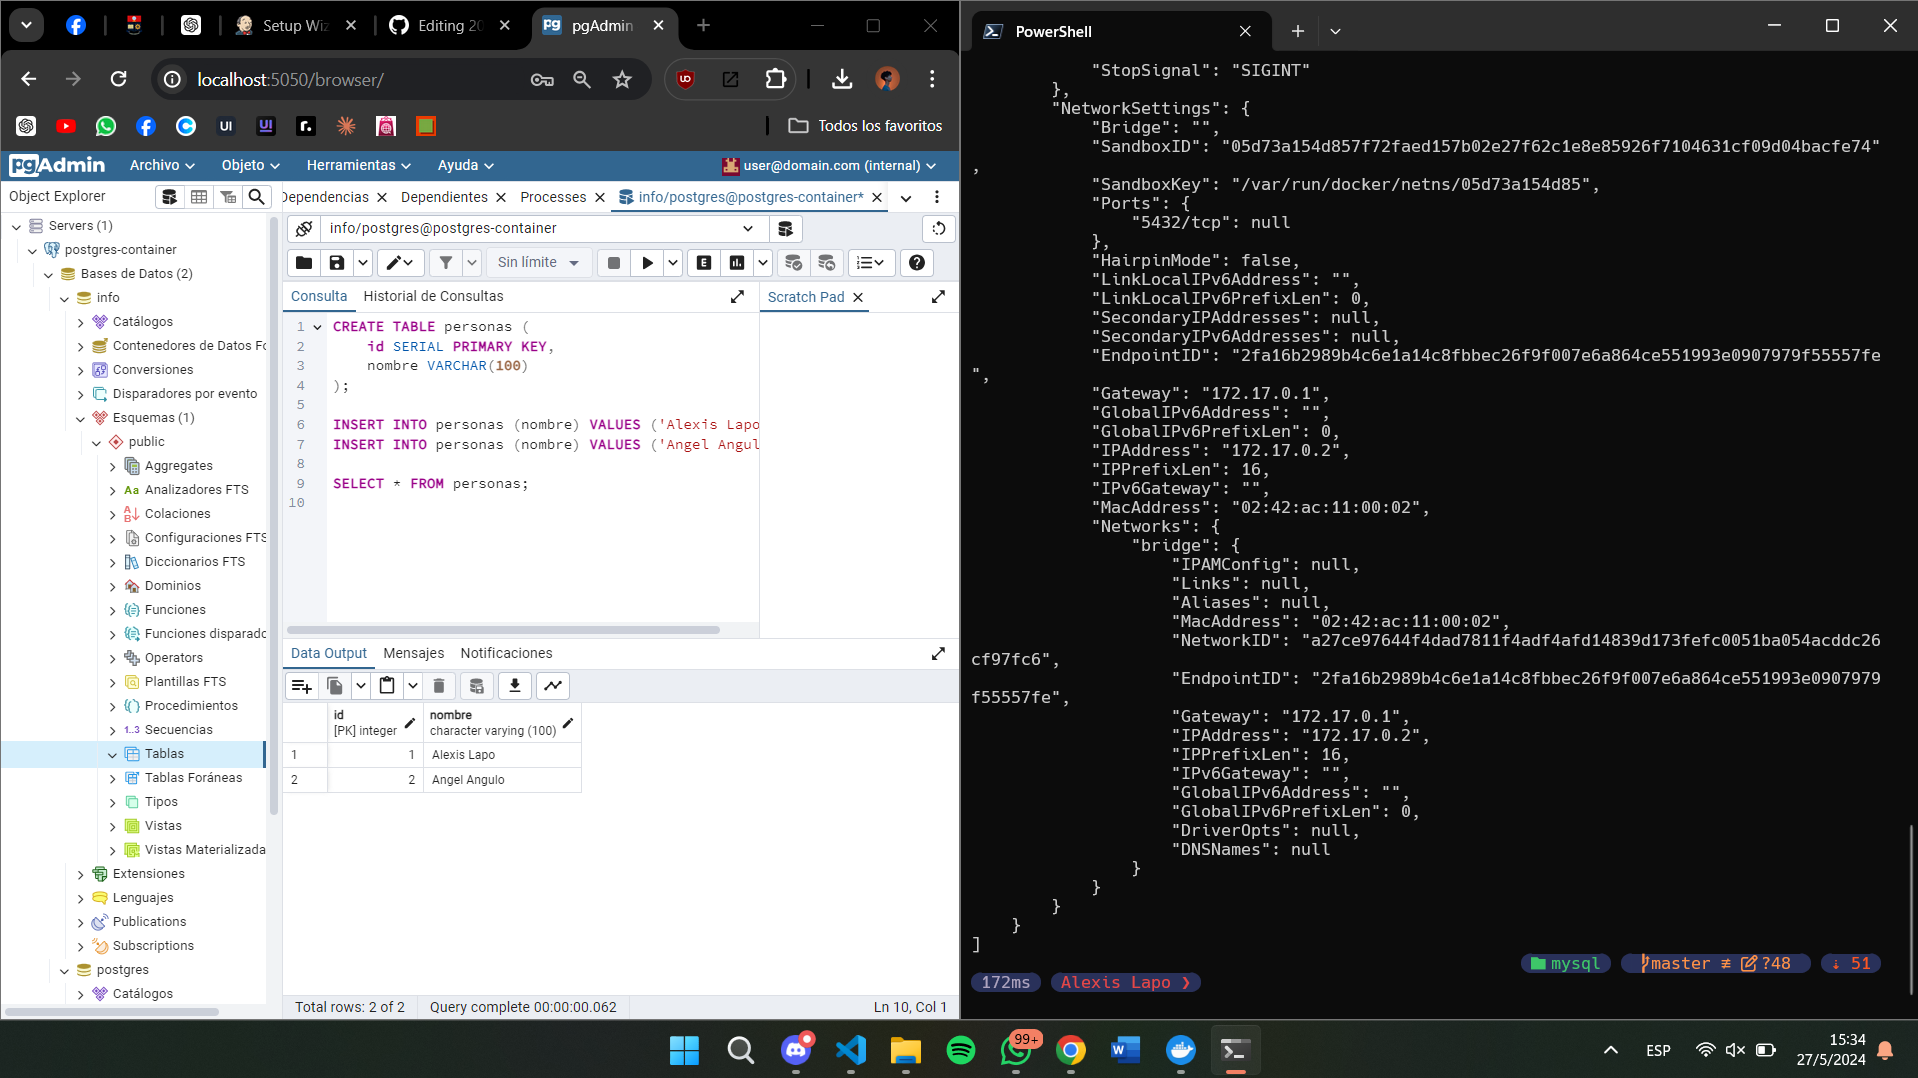 Setup Wiz
Editing 20
pgAdmin
localhost:5050/browser/
Todos los favoritos
pgAdmin
Archivo
Objeto
Herramientas
Ayuda
user@domain.com (internal)
Object Explorer
Servers (1)
postgres-container
Bases de Datos (2)
info
Catálogos
Contenedores de Datos Fo
Conversiones
Disparadores por evento
Esquemas (1)
public
Aggregates
Analizadores FTS
Colaciones
Configuraciones FTS
Diccionarios FTS
Dominios
Funciones
Funciones disparado
Operators
Plantillas FTS
Procedimientos
Secuencias
Tablas
Tablas Foráneas
Tipos
Vistas
Vistas Materializada
Extensiones
Lenguajes
Publications
Subscriptions
postgres
Catálogos
Dependencias
Dependientes
Processes
info/postgres@postgres-container*
info/postgres@postgres-container
Sin límite
Consulta
Historial de Consultas
Scratch Pad
1 CREATE TABLE personas (
2 id SERIAL PRIMARY KEY,
3 nombre VARCHAR(100)
4 );
5
6 INSERT INTO personas (nombre) VALUES ('Alexis Lapo
7 INSERT INTO personas (nombre) VALUES ('Angel Angul
8
9 SELECT * FROM personas;
10
Data Output
Mensajes
Notificaciones
id
[PK] integer
nombre
character varying (100)
1 1 Alexis Lapo
2 2 Angel Angulo
Total rows: 2 of 2
Query complete 00:00:00.062
Ln 10, Col 1
PowerShell
"StopSignal": "SIGINT"
},
"NetworkSettings": {
"Bridge": "",
"SandboxID": "05d73a154d857f72faed157b02e27f62c1e8e85926f7104631cf09d04bacfe74"
,
"SandboxKey": "/var/run/docker/netns/05d73a154d85",
"Ports": {
"5432/tcp": null
},
"HairpinMode": false,
"LinkLocalIPv6Address": "",
"LinkLocalIPv6PrefixLen": 0,
"SecondaryIPAddresses": null,
"SecondaryIPv6Addresses": null,
"EndpointID": "2fa16b2989b4c6e1a14c8fbbec26f9f007e6a864ce551993e0907979f55557fe
",
"Gateway": "172.17.0.1",
"GlobalIPv6Address": "",
"GlobalIPv6PrefixLen": 0,
"IPAddress": "172.17.0.2",
"IPPrefixLen": 16,
"IPv6Gateway": "",
"MacAddress": "02:42:ac:11:00:02",
"Networks": {
"bridge": {
"IPAMConfig": null,
"Links": null,
"Aliases": null,
"MacAddress": "02:42:ac:11:00:02",
"NetworkID": "a27ce97644f4dad7811f4adf4afd14839d173fefc0051ba054acddc26
cf97fc6",
"EndpointID": "2fa16b2989b4c6e1a14c8fbbec26f9f007e6a864ce551993e0907979
f55557fe",
"Gateway": "172.17.0.1",
"IPAddress": "172.17.0.2",
"IPPrefixLen": 16,
"IPv6Gateway": "",
"GlobalIPv6Address": "",
"GlobalIPv6PrefixLen": 0,
"DriverOpts": null,
"DNSNames": null
}
}
}
}
]
mysql
master ≢ ?48
↓ 51
172ms
Alexis Lapo ❯
99+
ESP
15:34
27/5/2024